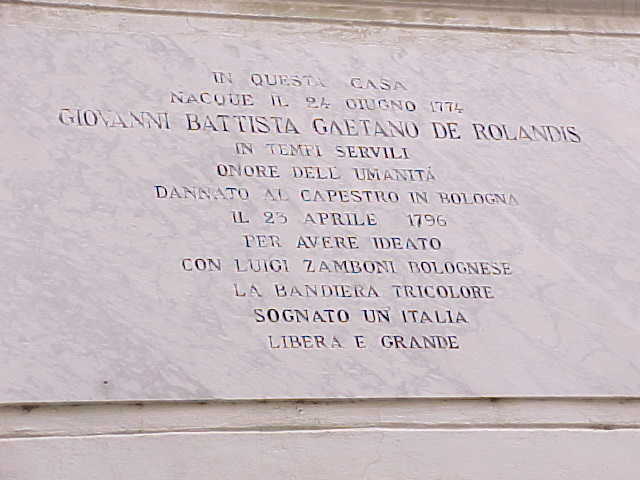 IN QUESTA CASA
NACQUE IL 24 GIUGNO 1774
GIOVANNI BATTISTA GAETANO DE ROLANDIS
IN TEMPI SERVILI
ONORE DELL' UMANITÁ
DANNATO AL CAPESTRO IN BOLOGNA
IL 23 APRILE 1796
PER AVERE IDEATO
CON LUIGI ZAMBONI BOLOGNESE
LA BANDIERA TRICOLORE
SOGNATO UN'ITALIA
LIBERA E GRANDE